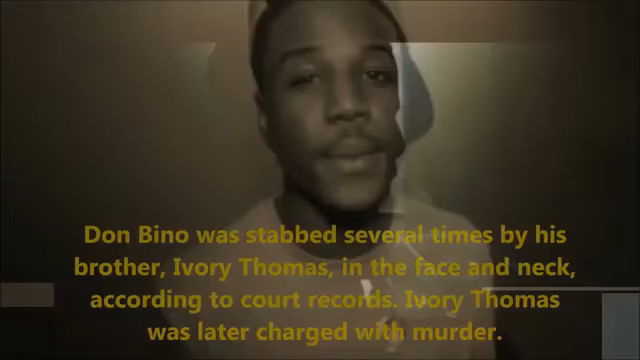 Don Bino was stabbed several times by his
brother, Ivory Thomas, in the face and neck,
according to court records. Ivory Thomas
was later charged with murder.